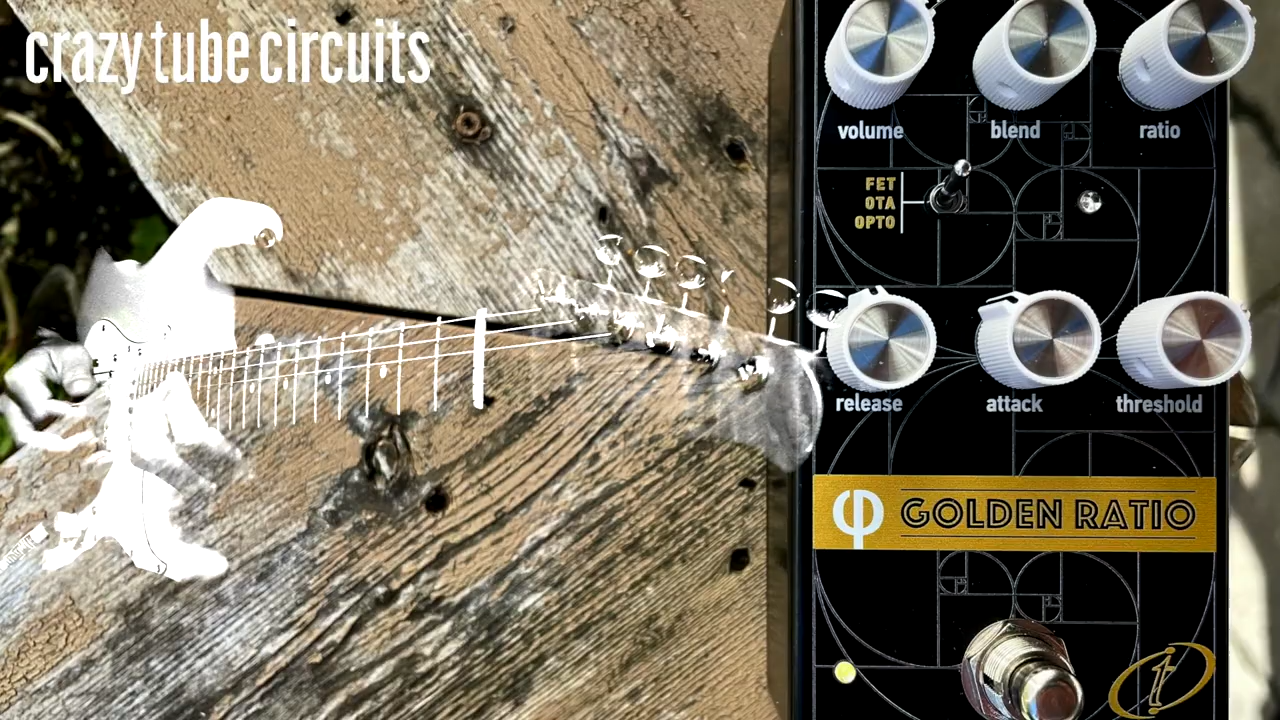 crazy tube circuits
volume blend ratio
FET
OTA
OPTO
release attack threshold
φ GOLDEN RATIO